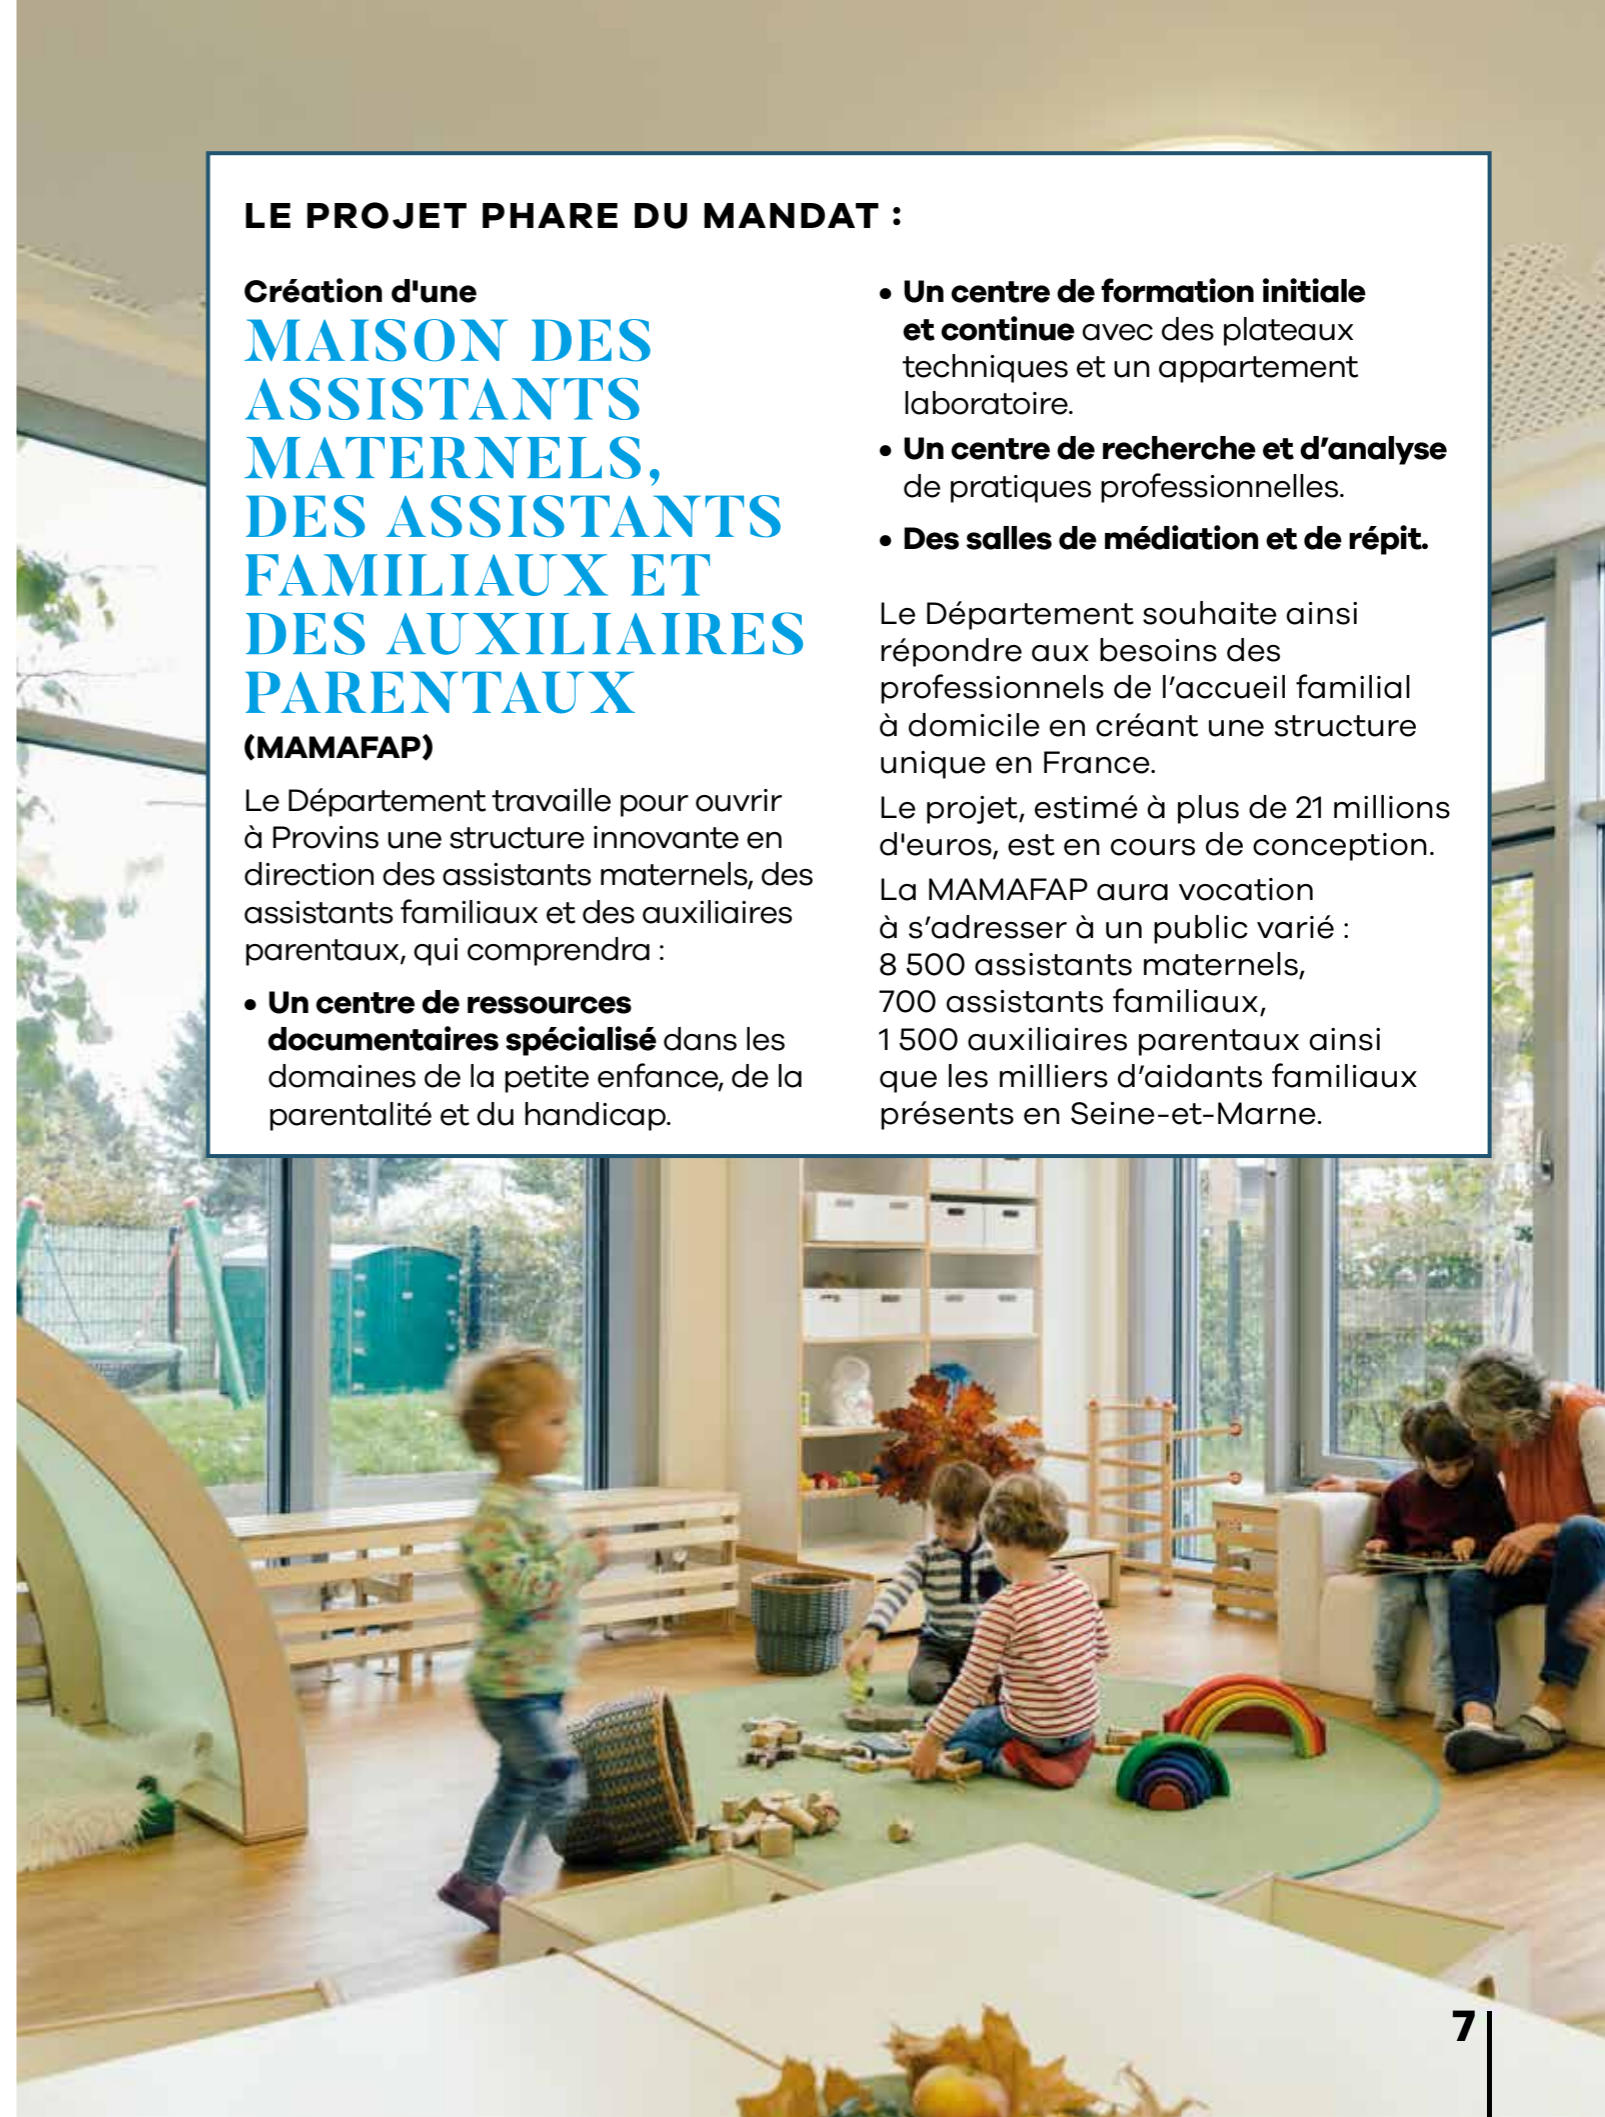 LE PROJET PHARE DU MANDAT :
Création d'une
MAISON DES
ASSISTANTS
MATERNELS,
DES ASSISTANTS
FAMILIAUX ET
DES AUXILIAIRES
PARENTAUX
(MAMAFAP)
Le Département travaille pour ouvrir
à Provins une structure innovante en
direction des assistants maternels, des
assistants familiaux et des auxiliaires
parentaux, qui comprendra :
• Un centre de ressources
documentaires spécialisé dans les
domaines de la petite enfance, de la
parentalité et du handicap.
• Un centre de formation initiale
et continue avec des plateaux
techniques et un appartement
laboratoire.
• Un centre de recherche et d’analyse
de pratiques professionnelles.
• Des salles de médiation et de répit.
Le Département souhaite ainsi
répondre aux besoins des
professionnels de l’accueil familial
à domicile en créant une structure
unique en France.
Le projet, estimé à plus de 21 millions
d'euros, est en cours de conception.
La MAMAFAP aura vocation
à s’adresser à un public varié :
8 500 assistants maternels,
700 assistants familiaux,
1 500 auxiliaires parentaux ainsi
que les milliers d’aidants familiaux
présents en Seine-et-Marne.
7